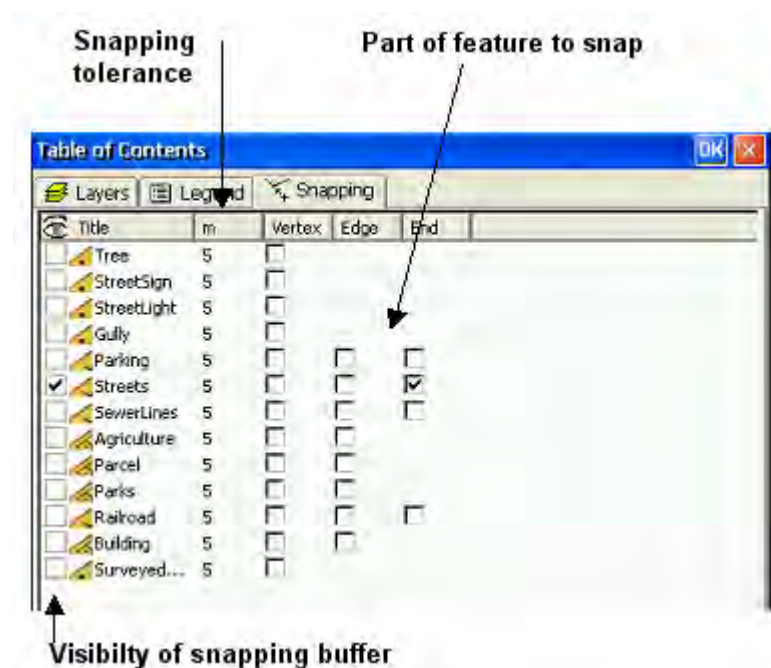 Snapping
tolerance
Part of feature to snap
Table of Contents
OK
Layers Legend Snapping
Title m Vertex Edge End
Tree 5
StreetSign 5
StreetLight 5
Gully 5
Parking 5
Streets 5
SewerLines 5
Agriculture 5
Parcel 5
Parks 5
Railroad 5
Building 5
Surveyed... 5
Visibilty of snapping buffer